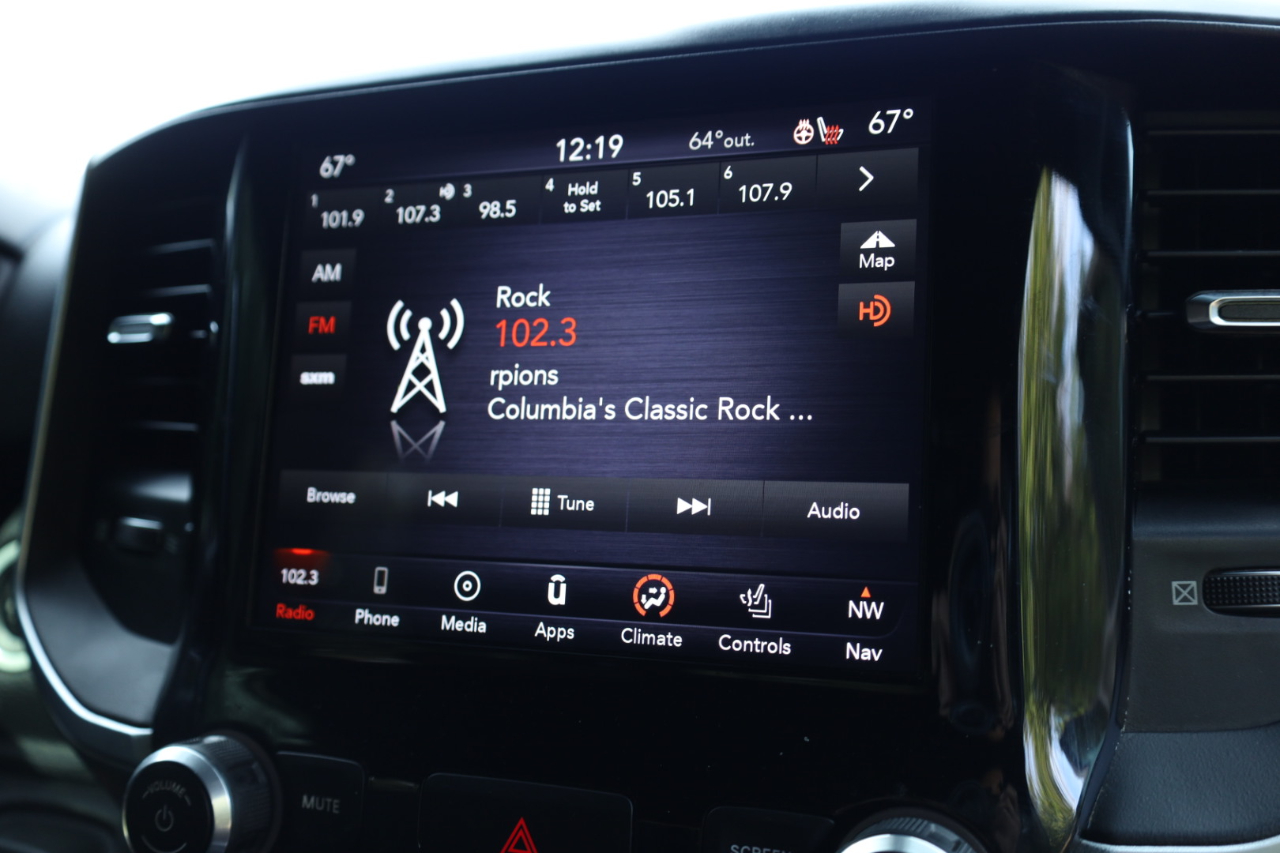 67° 12:19 64°out. 67°
1 101.9 2 107.3 3 98.5 4 Hold to Set 5 105.1 6 107.9
AM
FM
sxm
Rock
102.3
rpions
Columbia's Classic Rock ...
Map
HD
Browse Tune Audio
102.3 NW
Radio Phone Media Apps Climate Controls Nav
VOLUME
MUTE
SCREEN